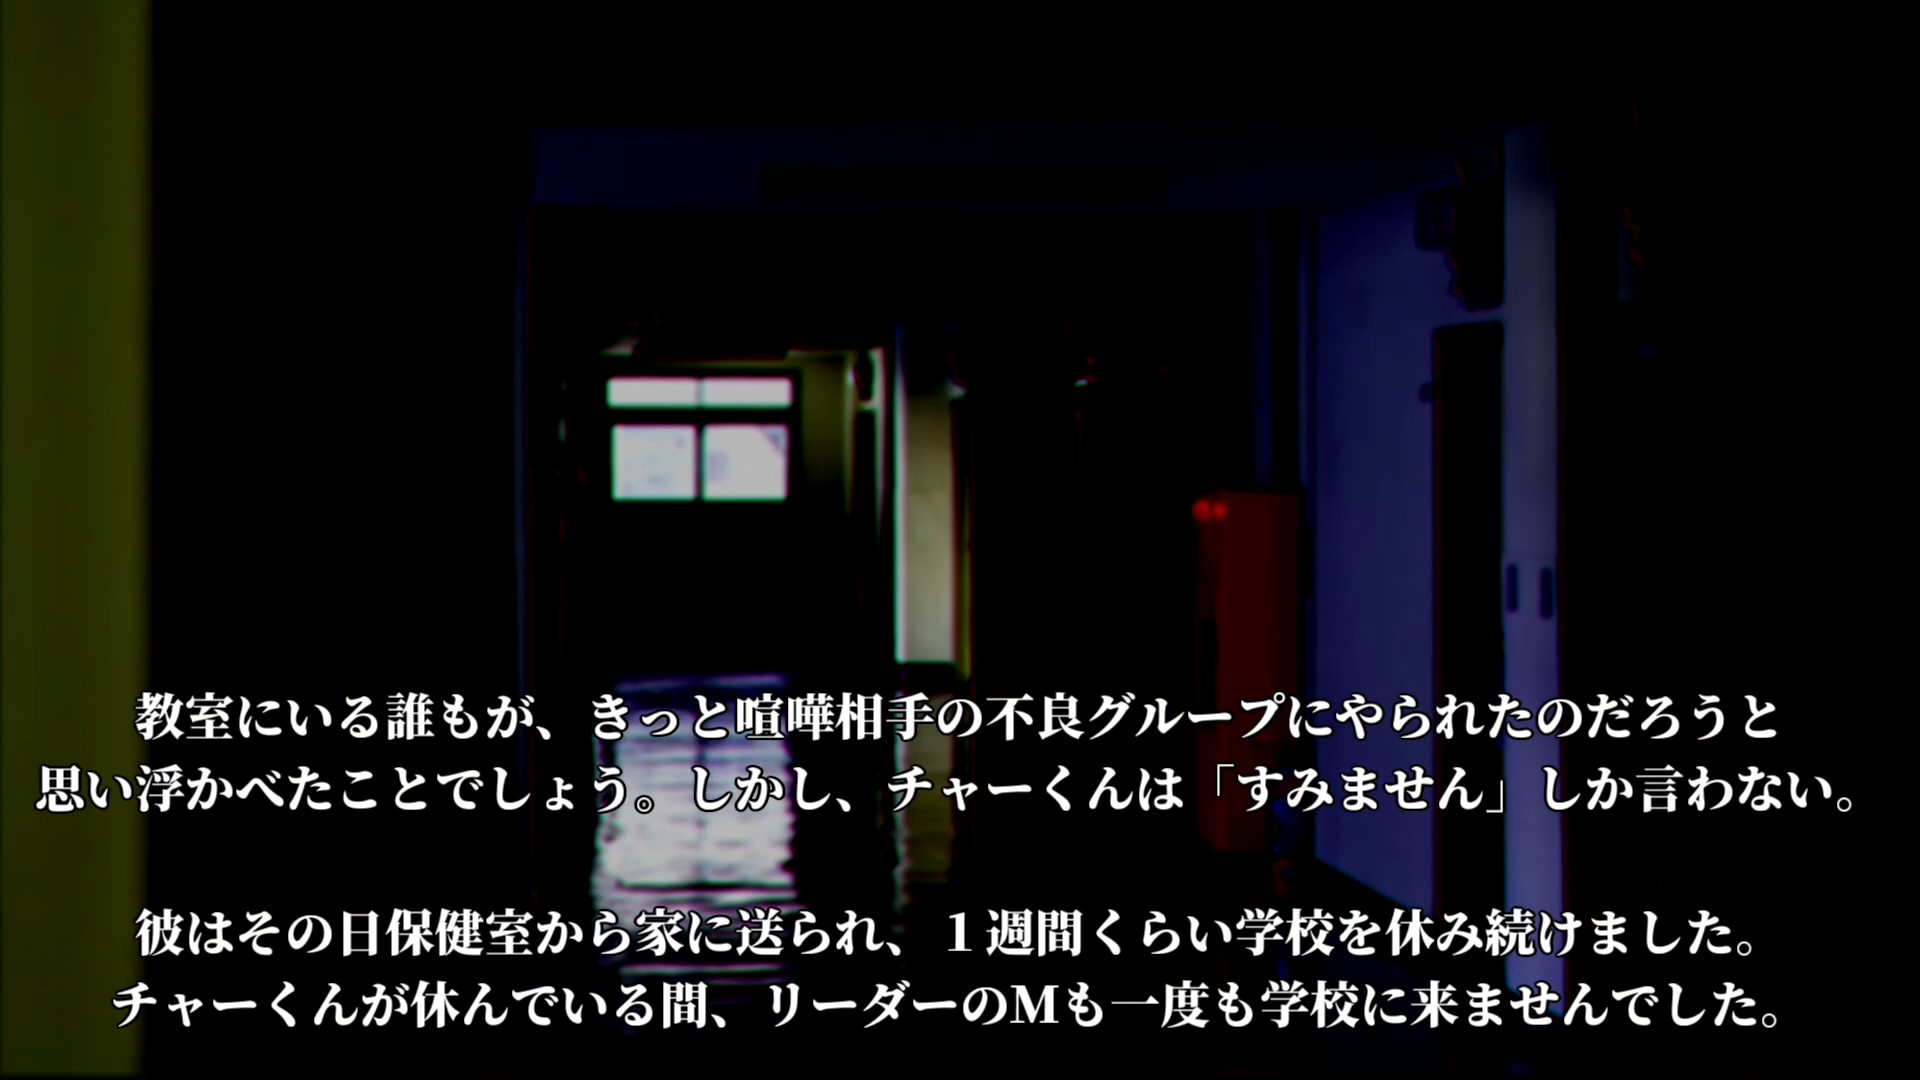 教室にいる誰もが、きっと喧嘩相手の不良グループにやられたのだろうと
思い浮かべたことでしょう。しかし、チャーくんは「すみません」しか言わない。
彼はその日保健室から家に送られ、１週間くらい学校を休み続けました。
チャーくんが休んでいる間、リーダーのMも一度も学校に来ませんでした。